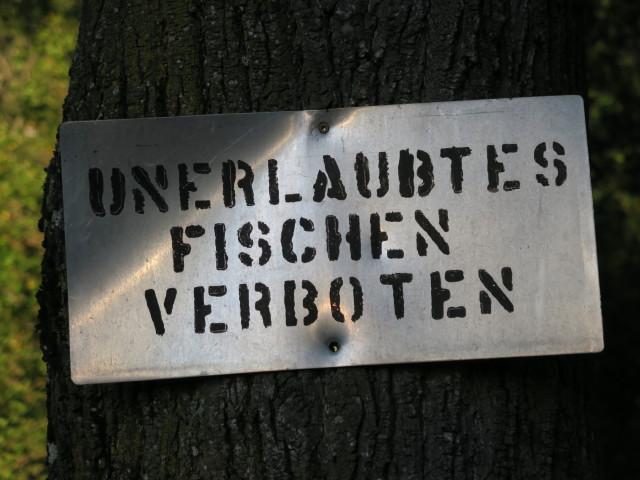 UNERLAUBTES
FISCHEN
VERBOTEN